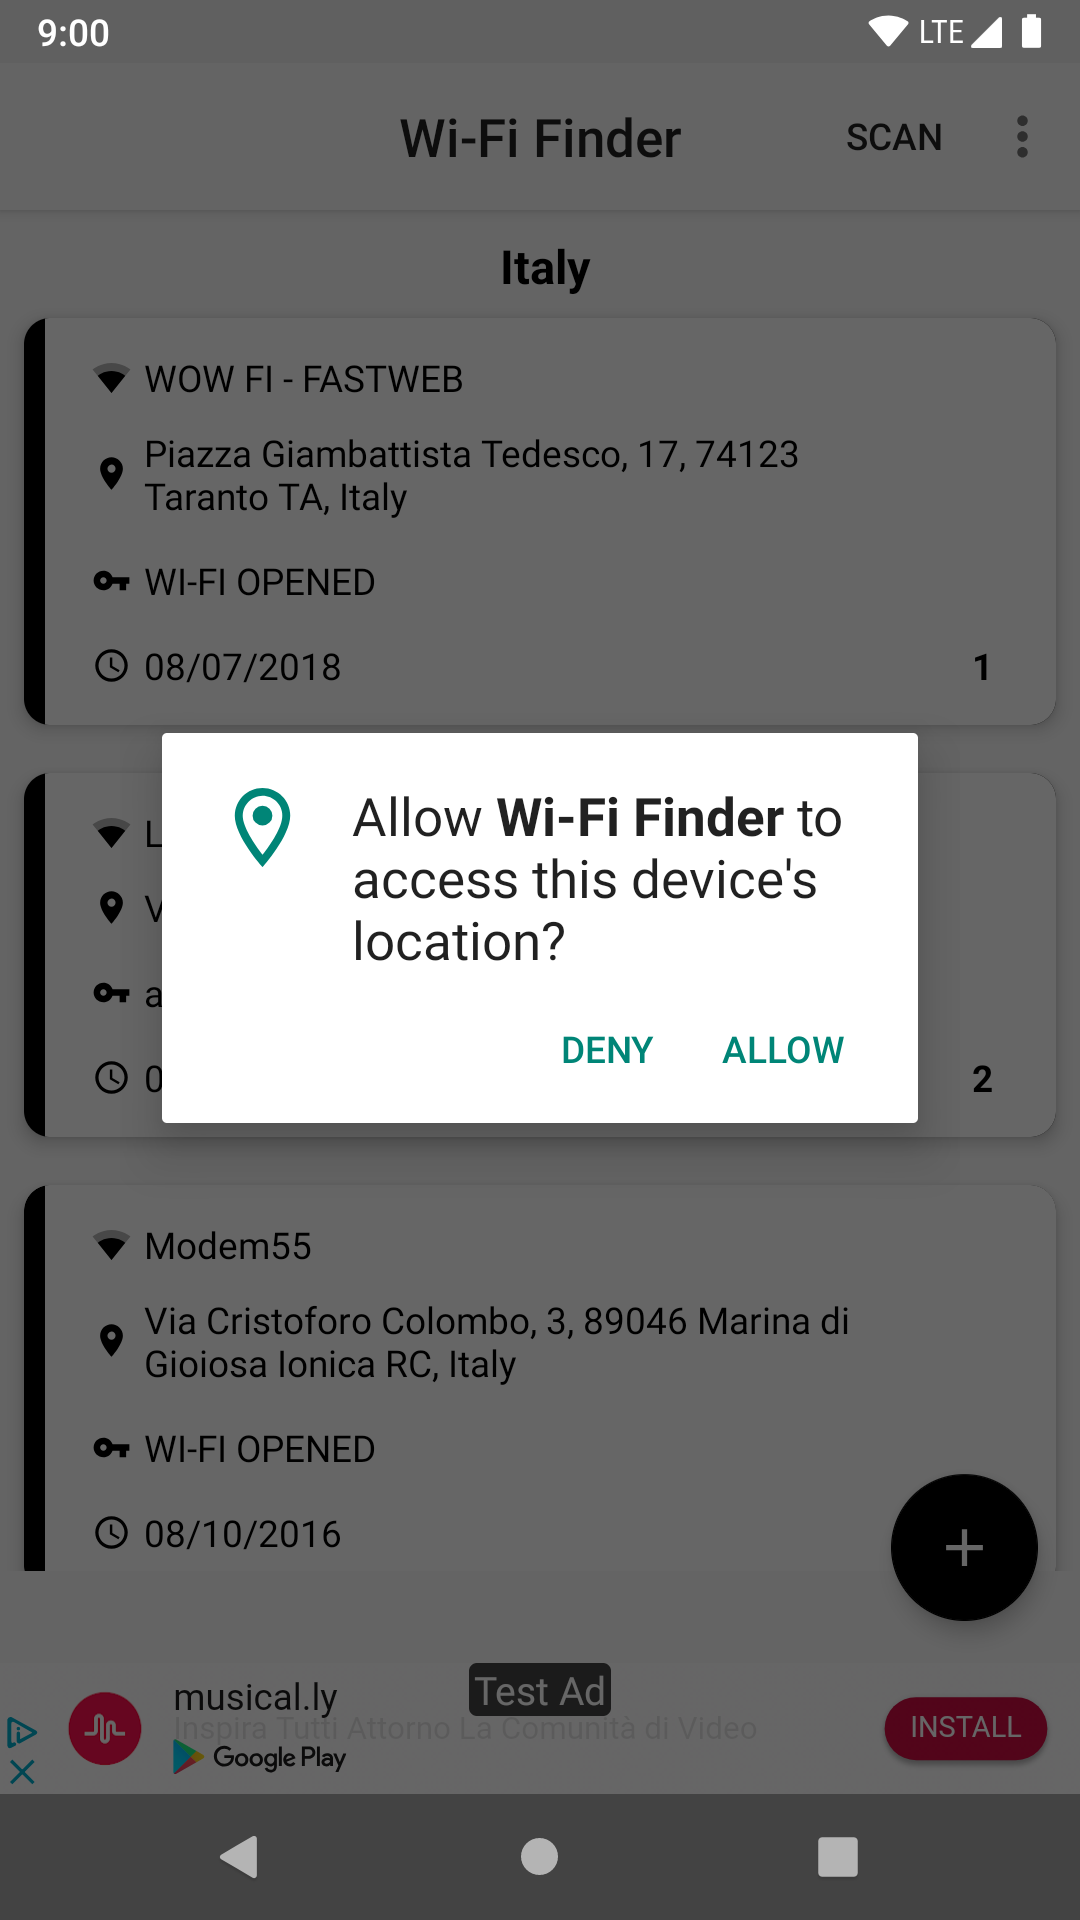 9:00
LTE
Wi-Fi Finder
SCAN
Italy
WOW FI - FASTWEB
Piazza Giambattista Tedesco, 17, 74123
Taranto TA, Italy
WI-FI OPENED
08/07/2018
1
L
V
a
0
2
Allow Wi-Fi Finder to
access this device's
location?
DENY
ALLOW
Modem55
Via Cristoforo Colombo, 3, 89046 Marina di
Gioiosa Ionica RC, Italy
WI-FI OPENED
08/10/2016
Test Ad
musical.ly
Inspira Tutti Attorno La Comunità di Video
Google Play
INSTALL